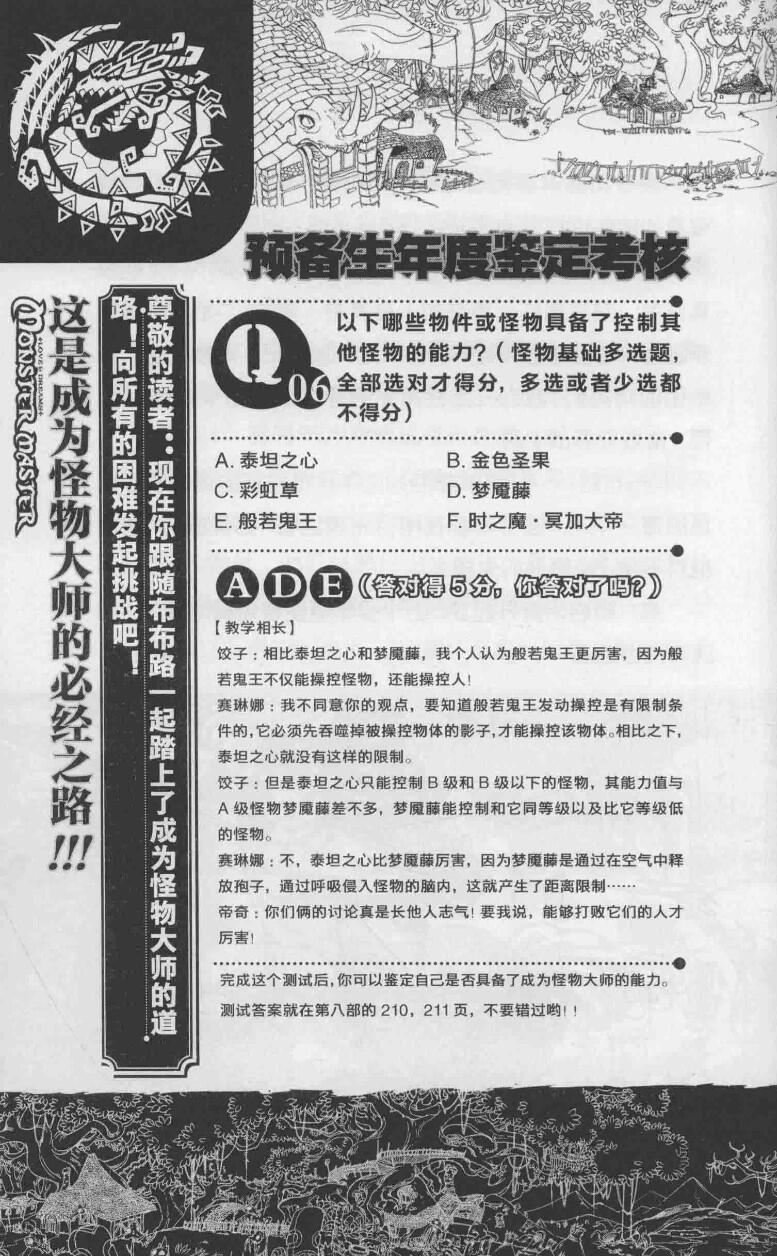 预备生年度鉴定考核
这是成为怪物大师的必经之路!!!
MONSTER MASTER
尊敬的读者：现在你跟随布布路一起踏上了成为怪物大师的道
路！向所有的困难发起挑战吧！
Q06
以下哪些物件或怪物具备了控制其
他怪物的能力？（怪物基础多选题，
全部选对才得分，多选或者少选都
不得分）
A. 泰坦之心 B. 金色圣果
C. 彩虹草 D. 梦魇藤
E. 般若鬼王 F. 时之魔·冥加大帝
A D E（答对得5分，你答对了吗？）
【教学相长】
饺子：相比泰坦之心和梦魇藤，我个人认为般若鬼王更厉害，因为般
若鬼王不仅能操控怪物，还能操控人！
赛琳娜：我不同意你的观点，要知道般若鬼王发动操控是有限制条
件的，它必须先吞噬掉被操控物体的影子，才能操控该物体。相比之下，
泰坦之心就没有这样的限制。
饺子：但是泰坦之心只能控制B级和B级以下的怪物，其能力值与
A级怪物梦魇藤差不多，梦魇藤能控制和它同等级以及比它等级低
的怪物。
赛琳娜：不，泰坦之心比梦魇藤厉害，因为梦魇藤是通过在空气中释
放孢子，通过呼吸侵入怪物的脑内，这就产生了距离限制……
帝奇：你们俩的讨论真是长他人志气！要我说，能够打败它们的人才
厉害！
完成这个测试后，你可以鉴定自己是否具备了成为怪物大师的能力。
测试答案就在第八部的210，211页，不要错过哟！！